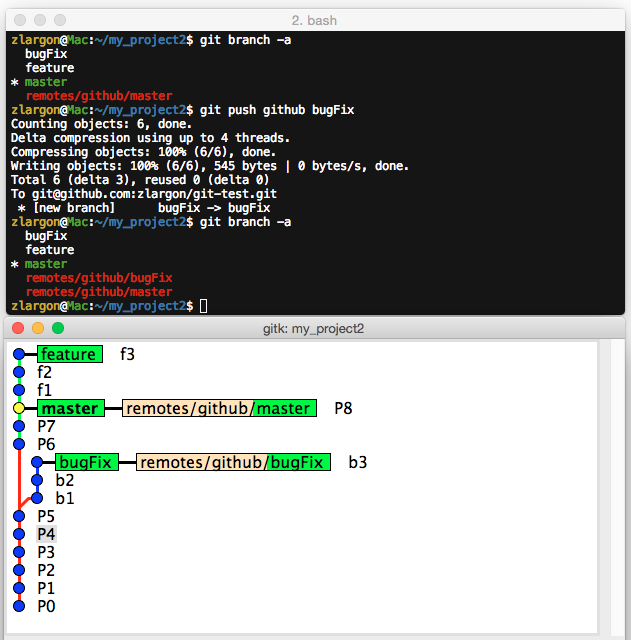 2. bash
zlargon@Mac:~/my_project2$ git branch -a
bugFix
feature
* master
remotes/github/master
zlargon@Mac:~/my_project2$ git push github bugFix
Counting objects: 6, done.
Delta compression using up to 4 threads.
Compressing objects: 100% (6/6), done.
Writing objects: 100% (6/6), 545 bytes | 0 bytes/s, done.
Total 6 (delta 3), reused 0 (delta 0)
To git@github.com:zlargon/git-test.git
* [new branch]      bugFix -> bugFix
zlargon@Mac:~/my_project2$ git branch -a
bugFix
feature
* master
remotes/github/bugFix
remotes/github/master
zlargon@Mac:~/my_project2$
gitk: my_project2
feature f3
f2
f1
master remotes/github/master P8
P7
P6
bugFix remotes/github/bugFix b3
b2
b1
P5
P4
P3
P2
P1
P0